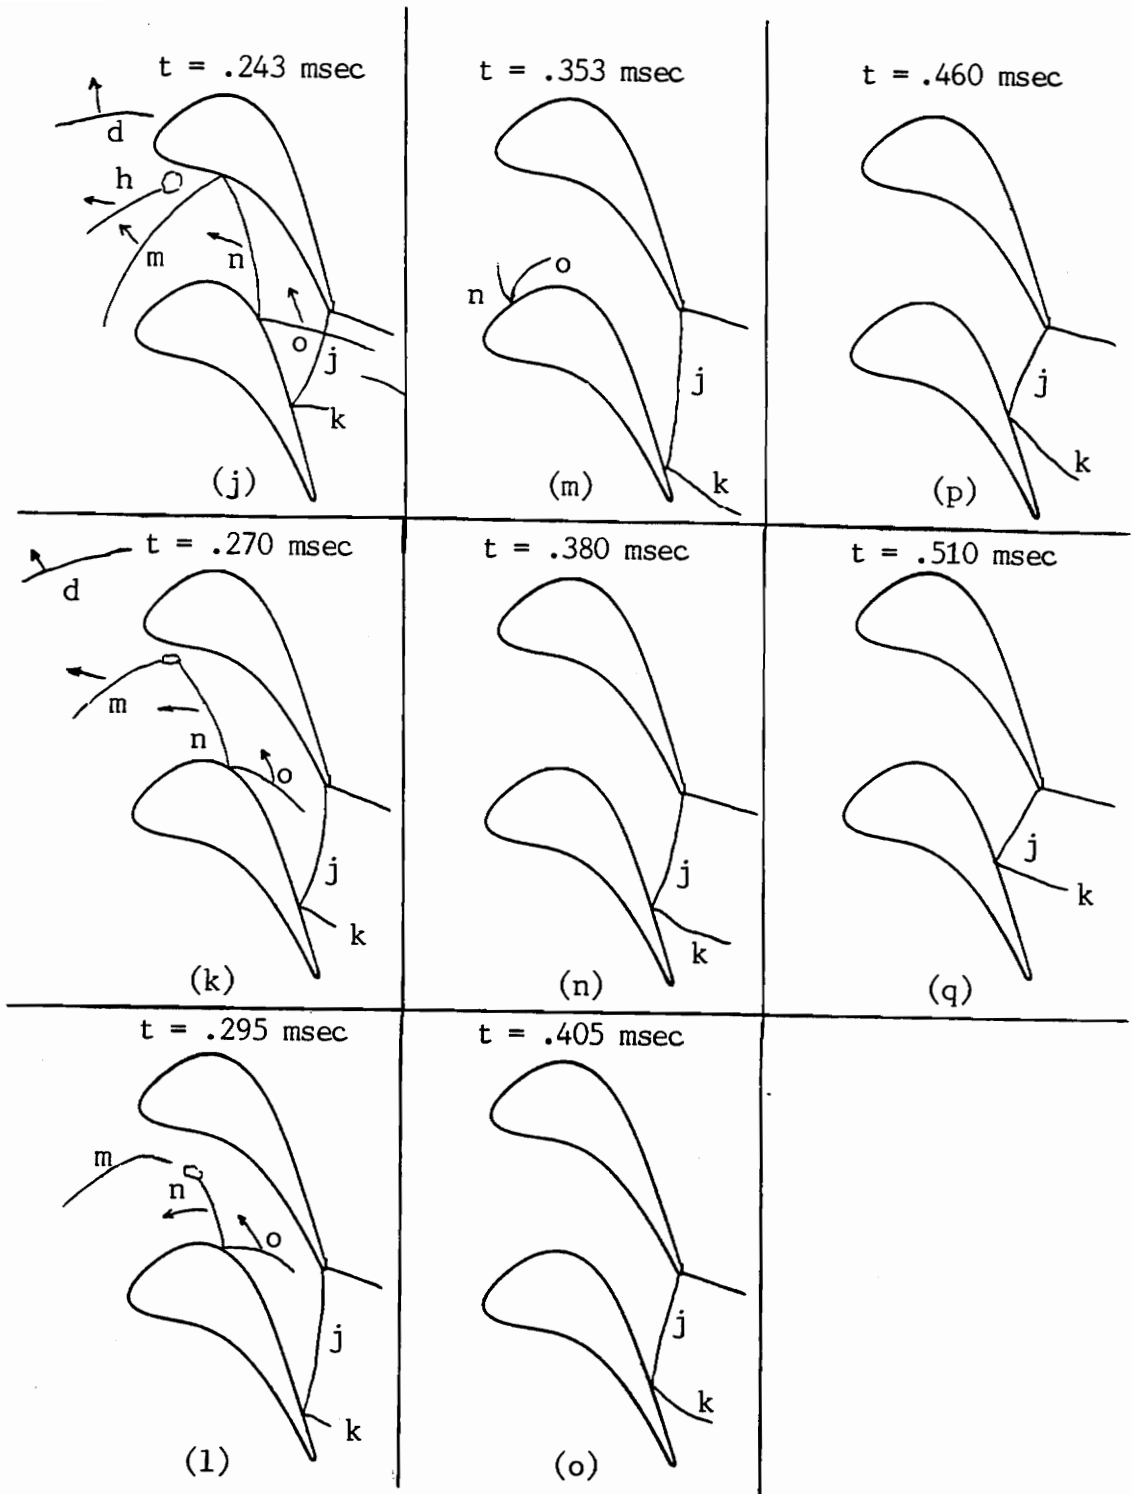 t = .243 msec
d
h
m
n
o
j
k
(j)
t = .353 msec
o
n
j
k
(m)
t = .460 msec
j
k
(p)
t = .270 msec
d
m
n
o
j
k
(k)
t = .380 msec
j
k
(n)
t = .510 msec
j
k
(q)
t = .295 msec
m
n
o
j
k
(l)
t = .405 msec
j
k
(o)